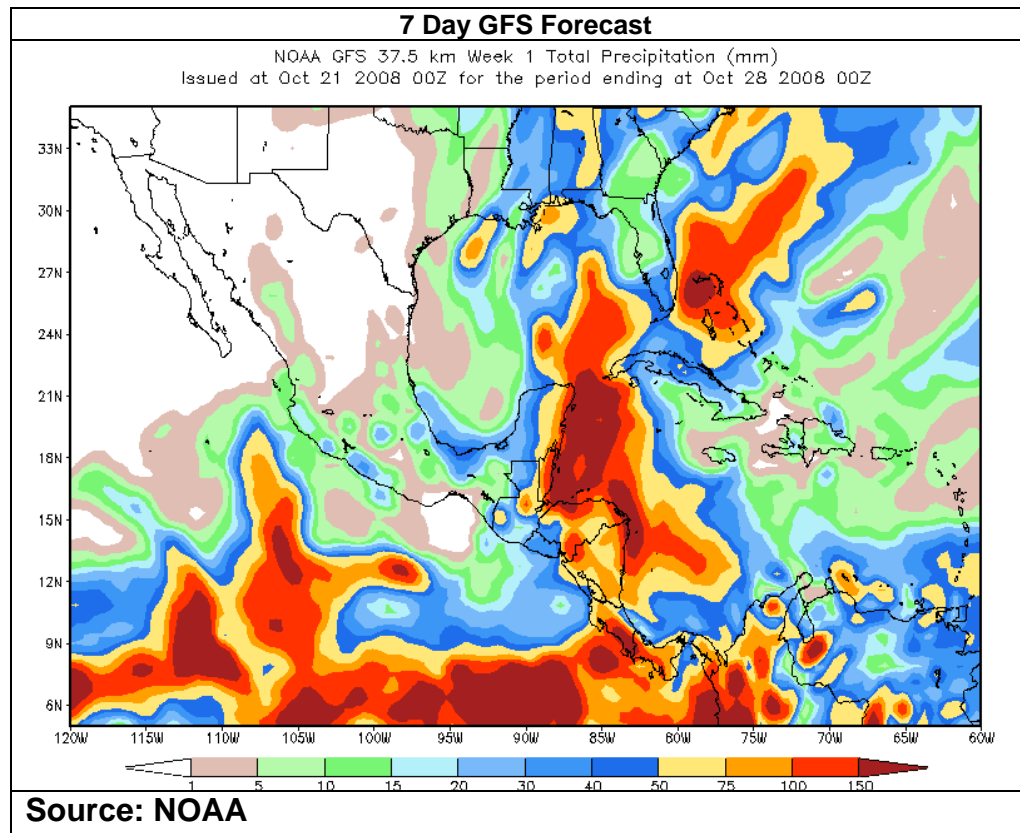 7 Day GFS Forecast
NOAA GFS 37.5 km Week 1 Total Precipitation (mm)
Issued at Oct 21 2008 00Z for the period ending at Oct 28 2008 00Z
33N
30N
27N
24N
21N
18N
15N
12N
9N
6N
120W 115W 110W 105W 100W 95W 90W 85W 80W 75W 70W 65W 60W
1 5 10 15 20 30 40 50 75 100 150
Source: NOAA